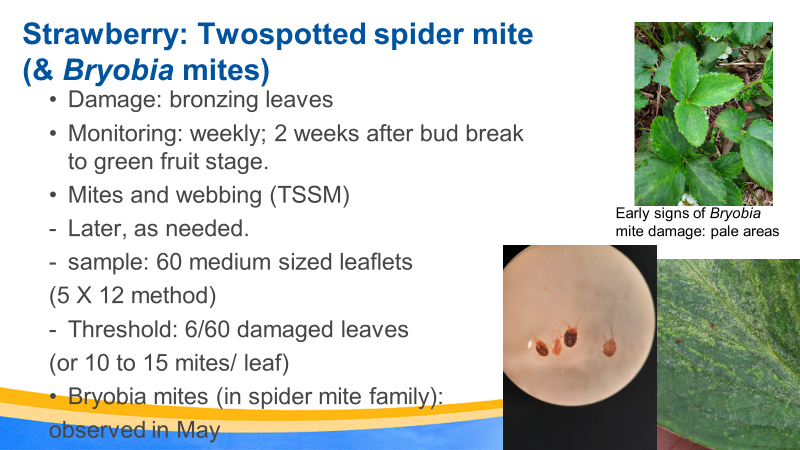 Strawberry: Twospotted spider mite
(& Bryobia mites)
• Damage: bronzing leaves
• Monitoring: weekly; 2 weeks after bud break
to green fruit stage.
• Mites and webbing (TSSM)
- Later, as needed.
- sample: 60 medium sized leaflets
(5 X 12 method)
- Threshold: 6/60 damaged leaves
(or 10 to 15 mites/ leaf)
• Bryobia mites (in spider mite family):
observed in May
Early signs of Bryobia
mite damage: pale areas